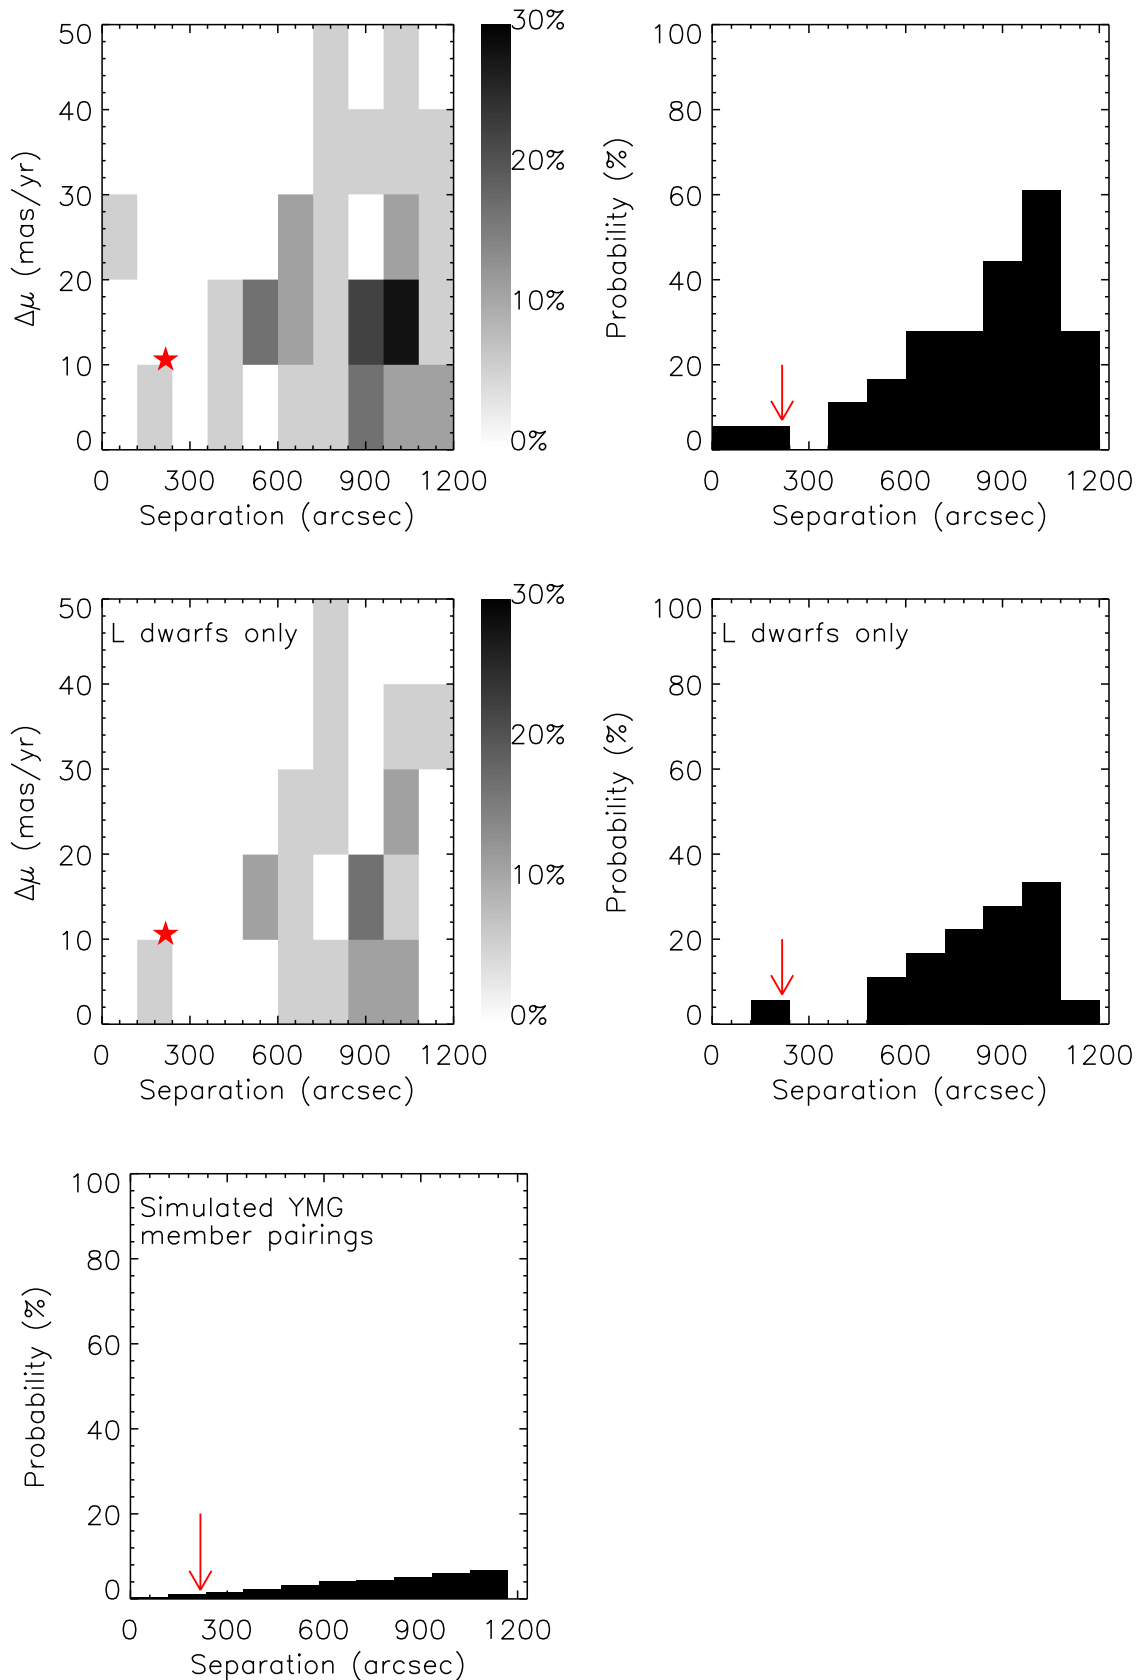 50
40
30
20
10
0
Δμ (mas/yr)
0 300 600 900 1200
Separation (arcsec)
30%
20%
10%
0%
100
80
60
40
20
0
Probability (%)
0 300 600 900 1200
Separation (arcsec)
L dwarfs only
50
40
30
20
10
0
Δμ (mas/yr)
0 300 600 900 1200
Separation (arcsec)
30%
20%
10%
0%
L dwarfs only
100
80
60
40
20
0
Probability (%)
0 300 600 900 1200
Separation (arcsec)
Simulated YMG
member pairings
100
80
60
40
20
0
Probability (%)
0 300 600 900 1200
Separation (arcsec)